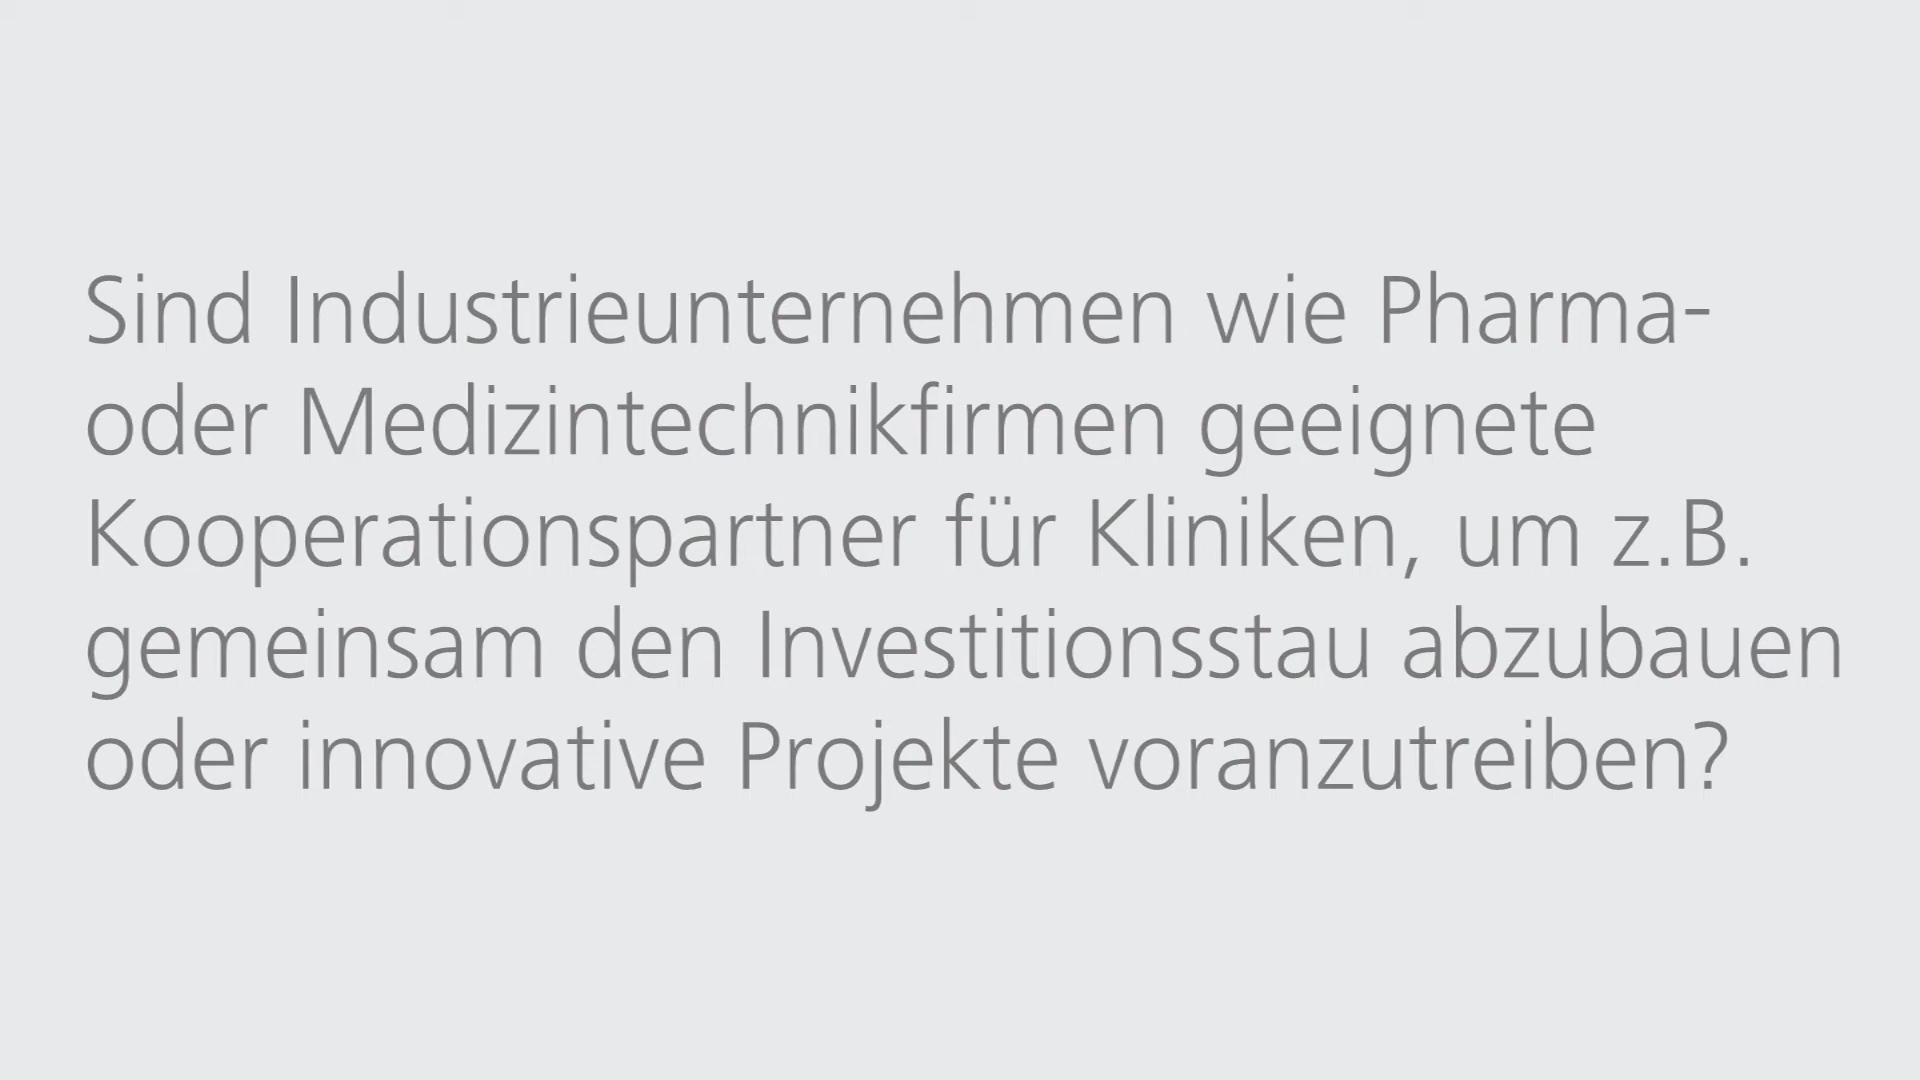 Sind Industrieunternehmen wie Pharma-
oder Medizintechnikfirmen geeignete
Kooperationspartner für Kliniken, um z.B.
gemeinsam den Investitionsstau abzubauen
oder innovative Projekte voranzutreiben?